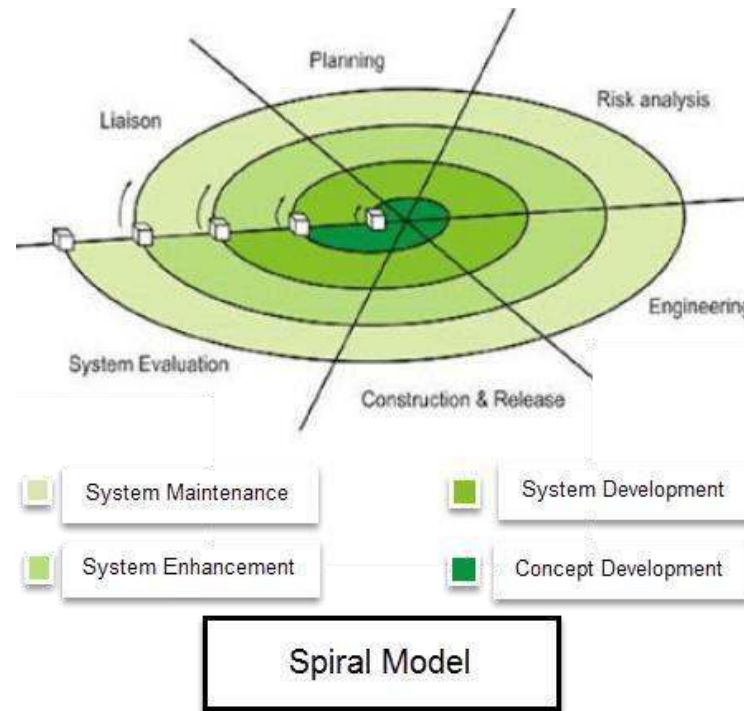 Planning
Risk analysis
Liaison
Engineering
System Evaluation
Construction & Release
System Maintenance
System Development
System Enhancement
Concept Development
Spiral Model